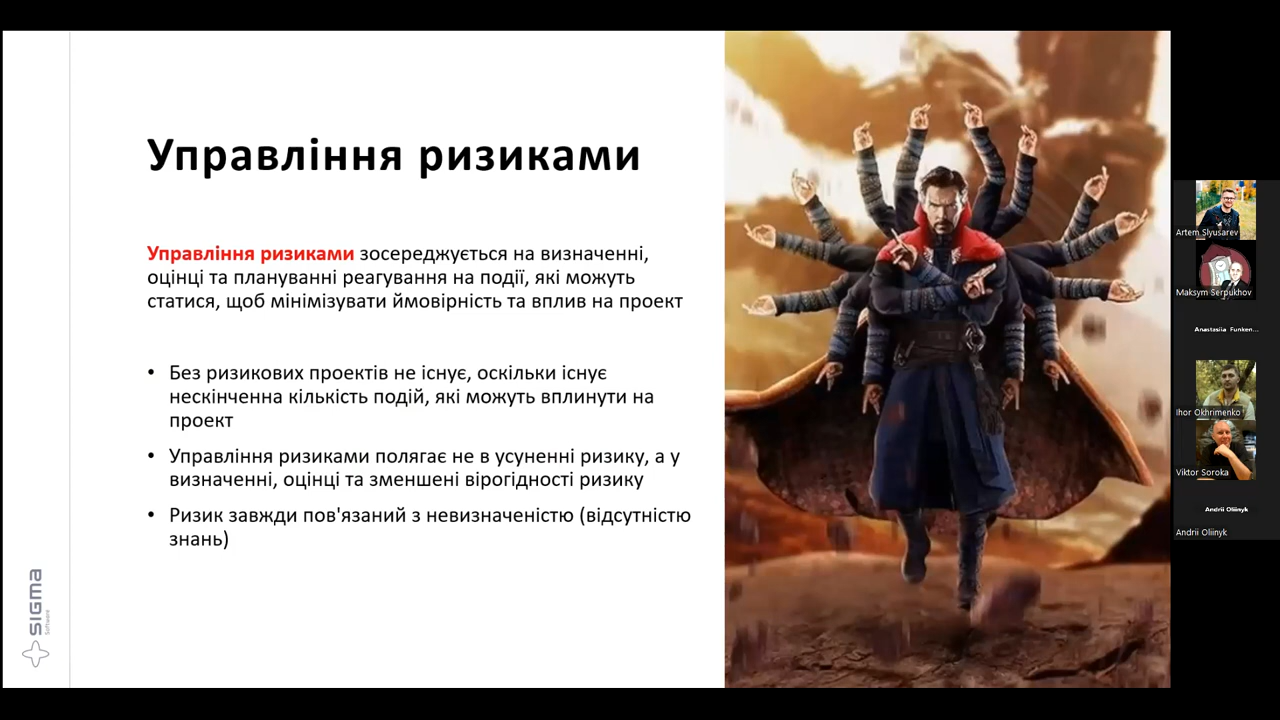 Управління ризиками
Управління ризиками зосереджується на визначенні,
оцінці та плануванні реагування на події, які можуть
статися, щоб мінімізувати ймовірність та вплив на проект
• Без ризикових проектів не існує, оскільки існує
нескінченна кількість подій, які можуть вплинути на
проект
• Управління ризиками полягає не в усуненні ризику, а у
визначенні, оцінці та зменшені вірогідності ризику
• Ризик завжди пов'язаний з невизначеністю (відсутністю
знань)
SIGMA
Software
Artem Slyusarev
Maksym Serpukhov
Anastasiia Funken...
Ihor Okhrimenko
Viktor Soroka
Andrii Oliinyk
Andrii Oliinyk